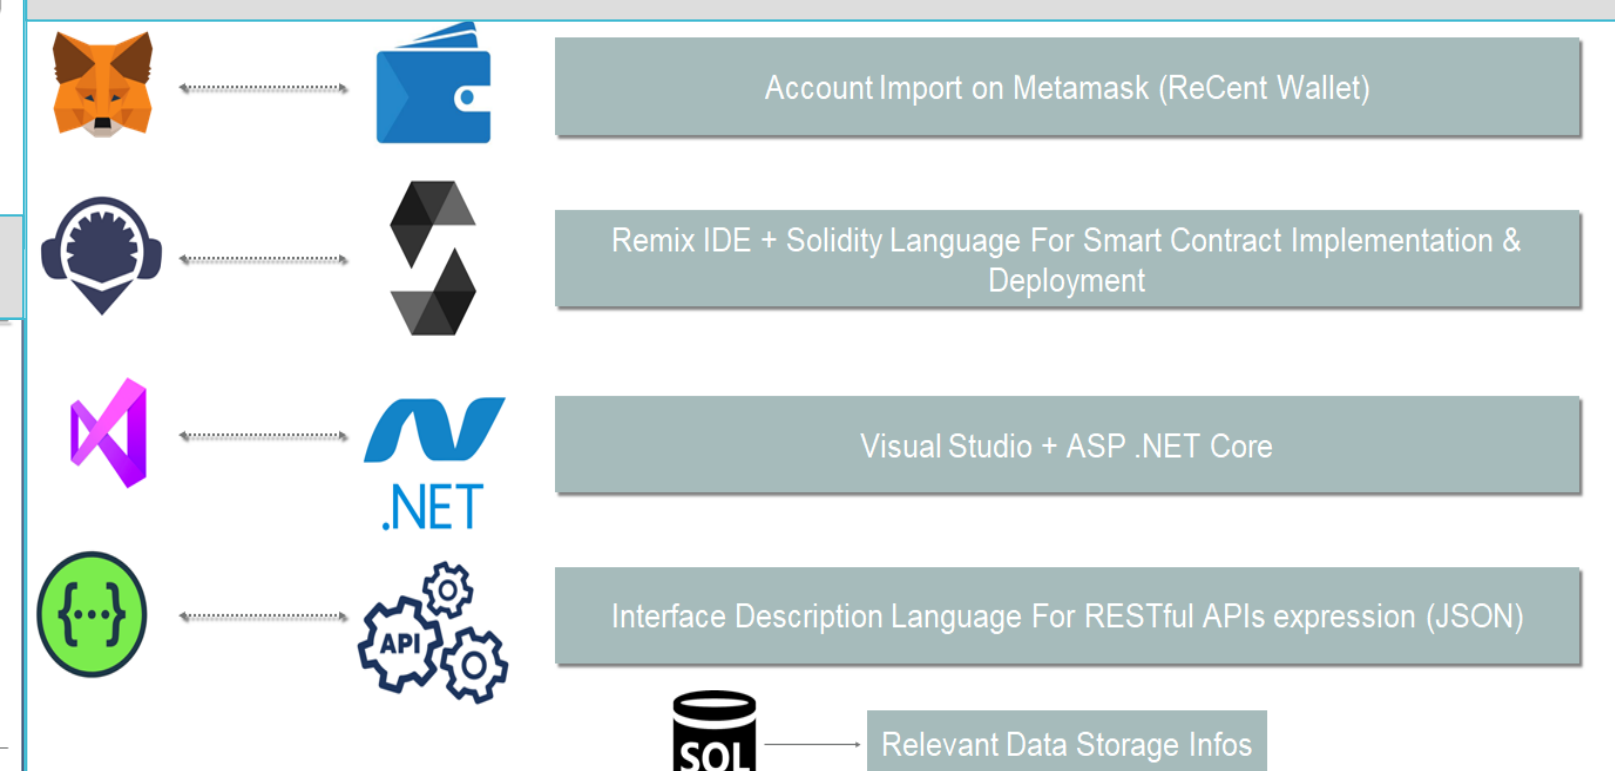 Account Import on Metamask (ReCent Wallet)
Remix IDE + Solidity Language For Smart Contract Implementation &
Deployment
Visual Studio + ASP .NET Core
.NET
Interface Description Language For RESTful APIs expression (JSON)
{···}
API
SQL
Relevant Data Storage Infos